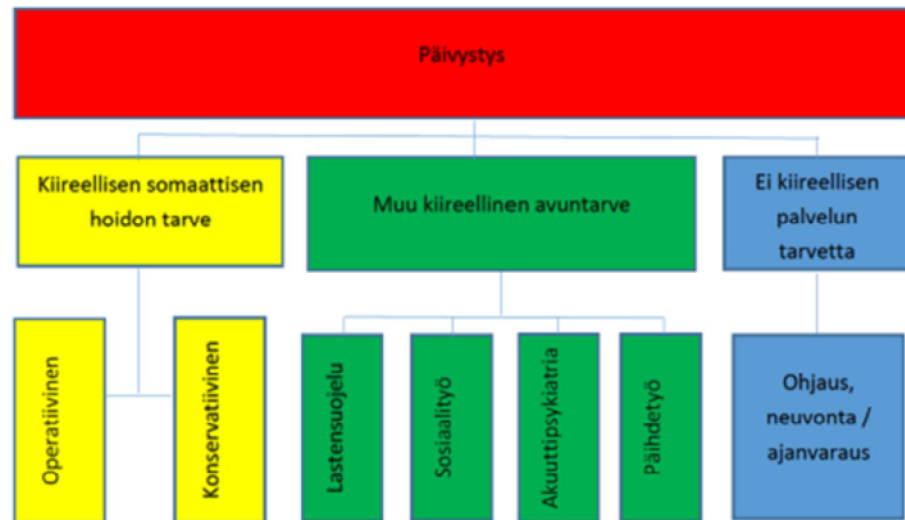 Päivystys
Kiireellisen somaattisen
hoidon tarve
Muu kiireellinen avuntarve
Ei kiireellisen
palvelun
tarvetta
Operatiivinen
Konservatiivinen
Lastensuojelu
Sosiaalityö
Akuuttipsykiatria
Päihdetyö
Ohjaus,
neuvonta /
ajanvaraus